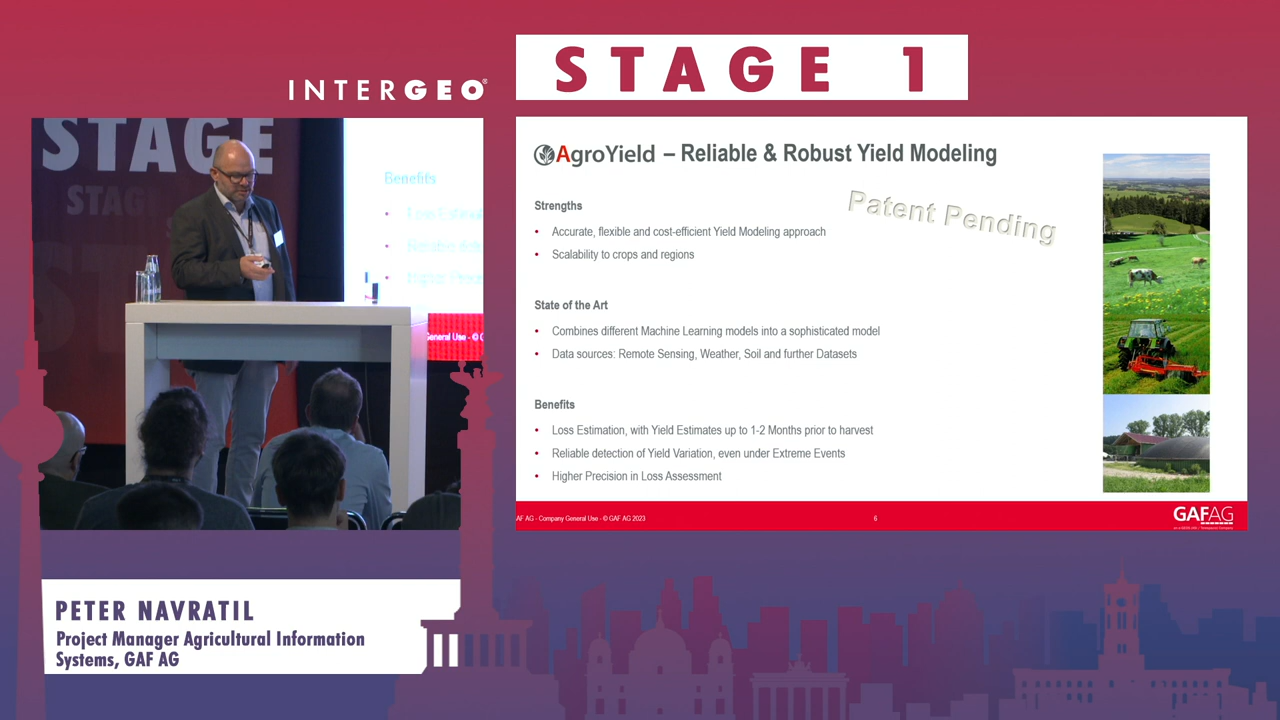 STAGE 1
INTERGEO®
STAGE
STAGE
Benefits
General Use - © G
AgroYield – Reliable & Robust Yield Modeling
Patent Pending
Strengths
• Accurate, flexible and cost-efficient Yield Modeling approach
• Scalability to crops and regions
State of the Art
• Combines different Machine Learning models into a sophisticated model
• Data sources: Remote Sensing, Weather, Soil and further Datasets
Benefits
• Loss Estimation, with Yield Estimates up to 1-2 Months prior to harvest
• Reliable detection of Yield Variation, even under Extreme Events
• Higher Precision in Loss Assessment
AF AG - Company General Use - © GAF AG 2023
6
GAFAG
PETER NAVRATIL
Project Manager Agricultural Information
Systems, GAF AG